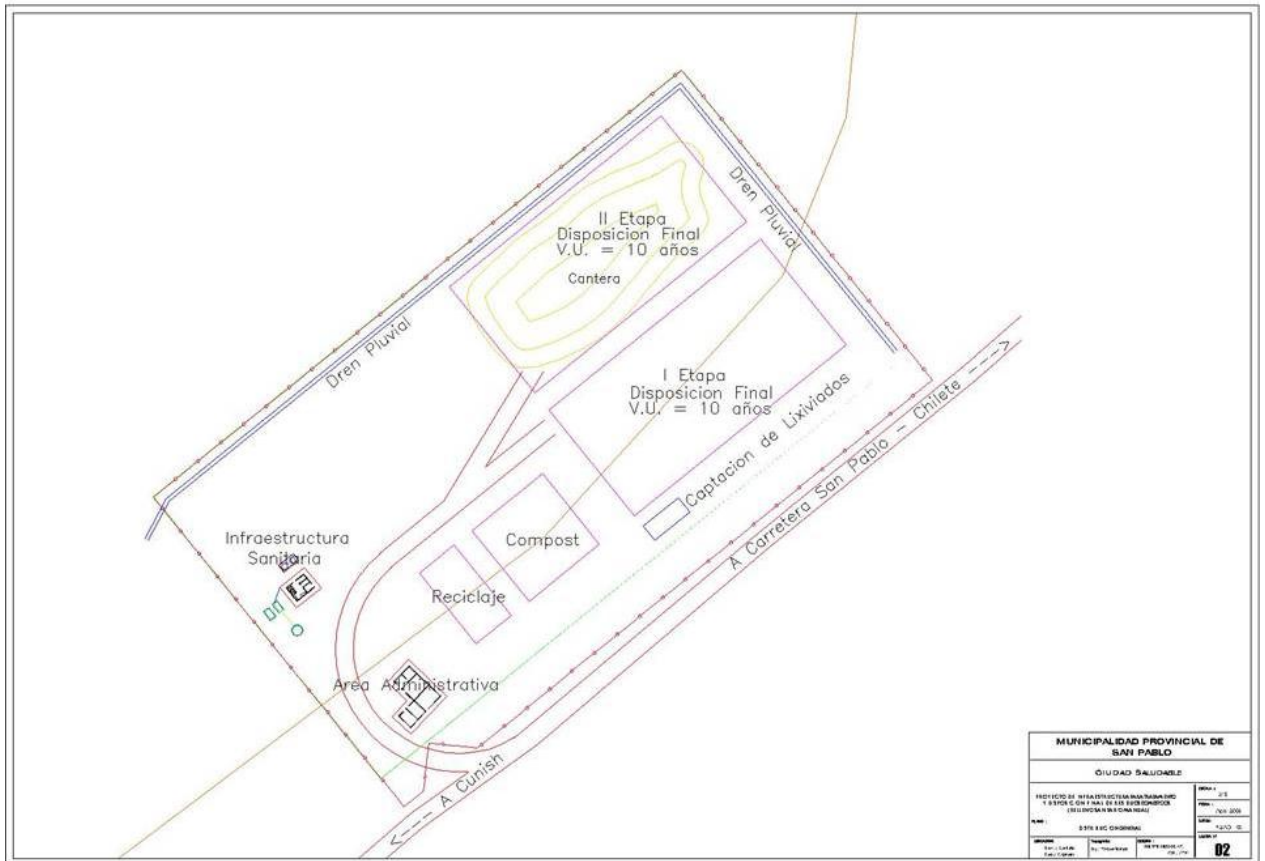 Dren Pluvial
II Etapa
Disposicion Final
V.U. = 10 años
Cantera
Dren Pluvial
I Etapa
Disposicion Final
V.U. = 10 años
Captacion de Lixiviados
A Carretera San Pablo - Chilete
Infraestructura
Sanitaria
Compost
Reciclaje
Area Administrativa
A Cunish
MUNICIPALIDAD PROVINCIAL DE
SAN PABLO
CIUDAD SALUDABLE
02